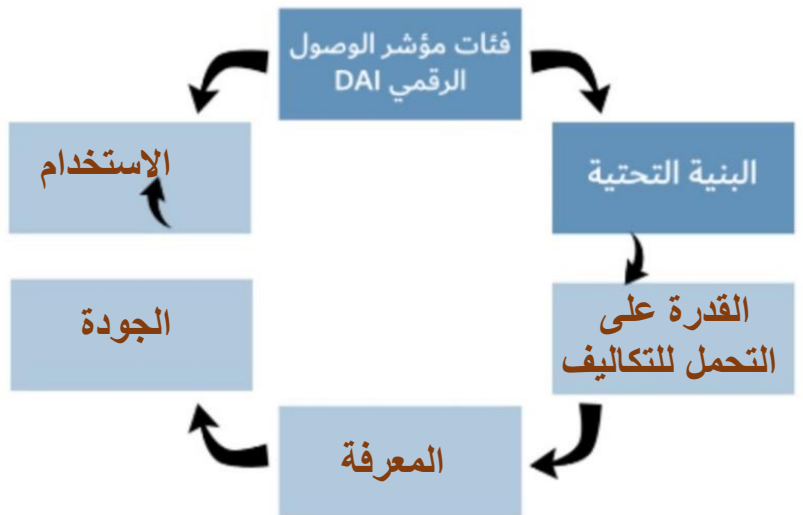 فئات مؤشر الوصول
الرقمي DAI
البنية التحتية
القدرة على
التحمل للتكاليف
المعرفة
الجودة
الاستخدام